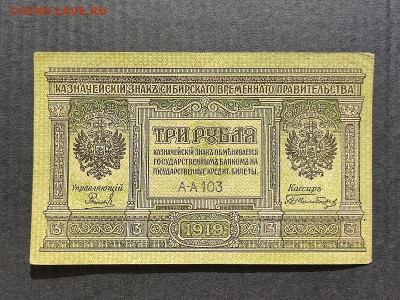 COINS.LAVE.RU
КАЗНАЧЕЙСКІЙ ЗНАКЪ СИБИРСКАГО ВРЕМЕННАГО ПРАВИТЕЛЬСТВА
ТРИ РУБЛЯ
КАЗНАЧЕЙСКІЙ ЗНАКЪ ОБМѢНИВАЕТСЯ
ГОСУДАРСТВЕННЫМЪ БАНКОМЪ НА
ГОСУДАРСТВЕННЫЕ КРЕДИТ. БИЛЕТЫ.
А-А 103
Управляющій
Кассиръ
3 3 1919 3 3